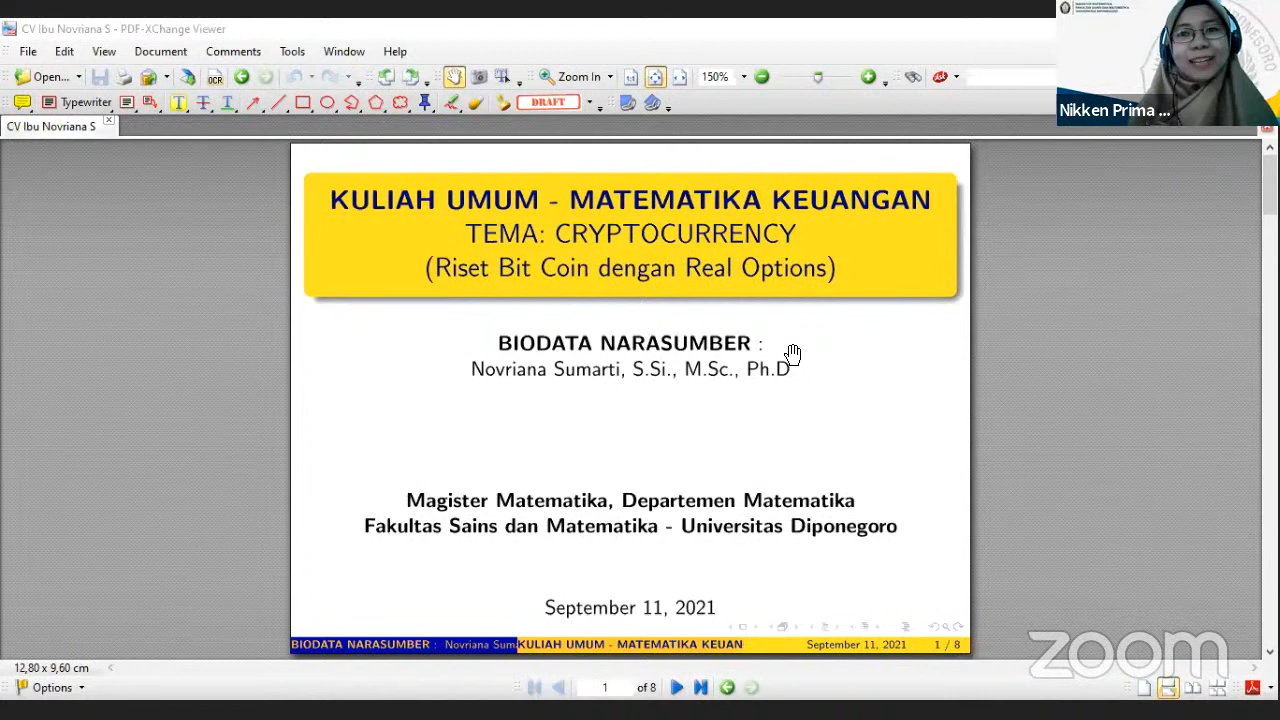 CV Ibu Novriana S - PDF-XChange Viewer
File Edit View Document Comments Tools Window Help
Open... OCR Zoom In 150%
Typewriter DRAFT
Nikken Prima ...
CV Ibu Novriana S
KULIAH UMUM - MATEMATIKA KEUANGAN
TEMA: CRYPTOCURRENCY
(Riset Bit Coin dengan Real Options)
BIODATA NARASUMBER :
Novriana Sumarti, S.Si., M.Sc., Ph.D
Magister Matematika, Departemen Matematika
Fakultas Sains dan Matematika - Universitas Diponegoro
September 11, 2021
BIODATA NARASUMBER : Novriana Suma KULIAH UMUM - MATEMATIKA KEUAN September 11, 2021 1 / 8
zoom
12,80 x 9,60 cm
Options 1 of 8